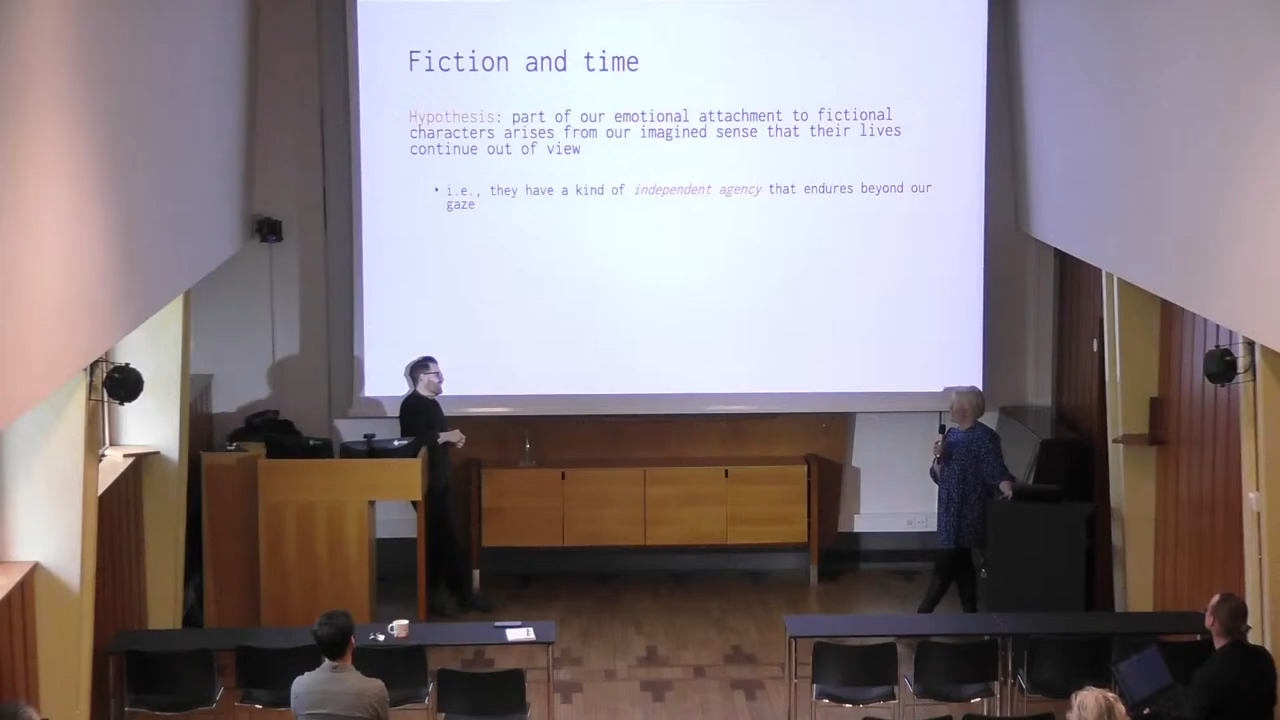 Fiction and time
Hypothesis: part of our emotional attachment to fictional
characters arises from our imagined sense that their lives
continue out of view
• i.e., they have a kind of independent agency that endures beyond our
gaze